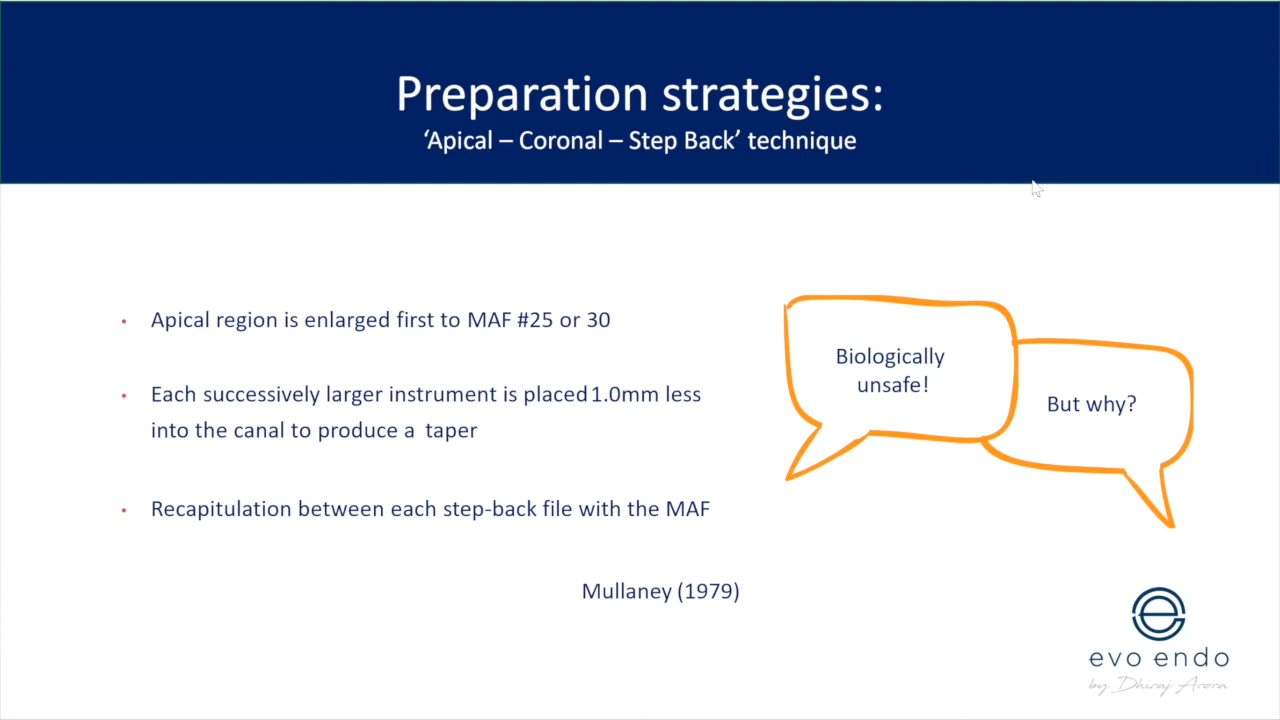 Preparation strategies:
‘Apical – Coronal – Step Back’ technique
• Apical region is enlarged first to MAF #25 or 30
• Each successively larger instrument is placed 1.0mm less
into the canal to produce a taper
• Recapitulation between each step-back file with the MAF
Mullaney (1979)
Biologically
unsafe!
But why?
evo endo
by Dhiraj Arora